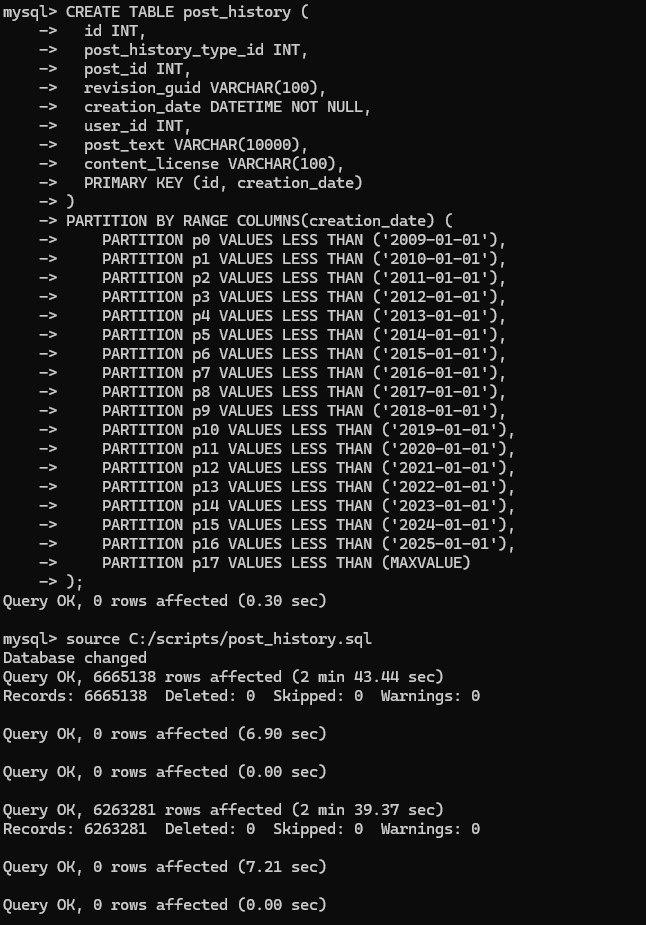 mysql> CREATE TABLE post_history (
    ->   id INT,
    ->   post_history_type_id INT,
    ->   post_id INT,
    ->   revision_guid VARCHAR(100),
    ->   creation_date DATETIME NOT NULL,
    ->   user_id INT,
    ->   post_text VARCHAR(10000),
    ->   content_license VARCHAR(100),
    ->   PRIMARY KEY (id, creation_date)
    -> )
    -> PARTITION BY RANGE COLUMNS(creation_date) (
    ->     PARTITION p0 VALUES LESS THAN ('2009-01-01'),
    ->     PARTITION p1 VALUES LESS THAN ('2010-01-01'),
    ->     PARTITION p2 VALUES LESS THAN ('2011-01-01'),
    ->     PARTITION p3 VALUES LESS THAN ('2012-01-01'),
    ->     PARTITION p4 VALUES LESS THAN ('2013-01-01'),
    ->     PARTITION p5 VALUES LESS THAN ('2014-01-01'),
    ->     PARTITION p6 VALUES LESS THAN ('2015-01-01'),
    ->     PARTITION p7 VALUES LESS THAN ('2016-01-01'),
    ->     PARTITION p8 VALUES LESS THAN ('2017-01-01'),
    ->     PARTITION p9 VALUES LESS THAN ('2018-01-01'),
    ->     PARTITION p10 VALUES LESS THAN ('2019-01-01'),
    ->     PARTITION p11 VALUES LESS THAN ('2020-01-01'),
    ->     PARTITION p12 VALUES LESS THAN ('2021-01-01'),
    ->     PARTITION p13 VALUES LESS THAN ('2022-01-01'),
    ->     PARTITION p14 VALUES LESS THAN ('2023-01-01'),
    ->     PARTITION p15 VALUES LESS THAN ('2024-01-01'),
    ->     PARTITION p16 VALUES LESS THAN ('2025-01-01'),
    ->     PARTITION p17 VALUES LESS THAN (MAXVALUE)
    -> );
Query OK, 0 rows affected (0.30 sec)

mysql> source C:/scripts/post_history.sql
Database changed
Query OK, 6665138 rows affected (2 min 43.44 sec)
Records: 6665138  Deleted: 0  Skipped: 0  Warnings: 0

Query OK, 0 rows affected (6.90 sec)

Query OK, 0 rows affected (0.00 sec)

Query OK, 6263281 rows affected (2 min 39.37 sec)
Records: 6263281  Deleted: 0  Skipped: 0  Warnings: 0

Query OK, 0 rows affected (7.21 sec)

Query OK, 0 rows affected (0.00 sec)